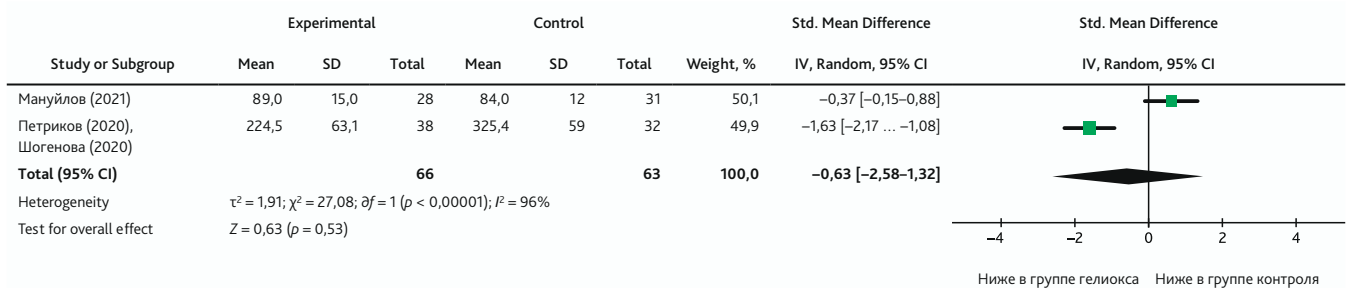 Experimental Control Std. Mean Difference Std. Mean Difference
Study or Subgroup Mean SD Total Mean SD Total Weight, % IV, Random, 95% CI IV, Random, 95% CI
Мануйлов (2021) 89,0 15,0 28 84,0 12 31 50,1 −0,37 [−0,15–0,88]
Петриков (2020), 224,5 63,1 38 325,4 59 32 49,9 −1,63 [−2,17 … −1,08]
Шогенова (2020)
Total (95% CI) 66 63 100,0 −0,63 [−2,58–1,32]
Heterogeneity τ² = 1,91; χ² = 27,08; ∂f = 1 (p < 0,00001); I² = 96%
Test for overall effect Z = 0,63 (p = 0,53)
−4 −2 0 2 4
Ниже в группе гелиокса Ниже в группе контроля